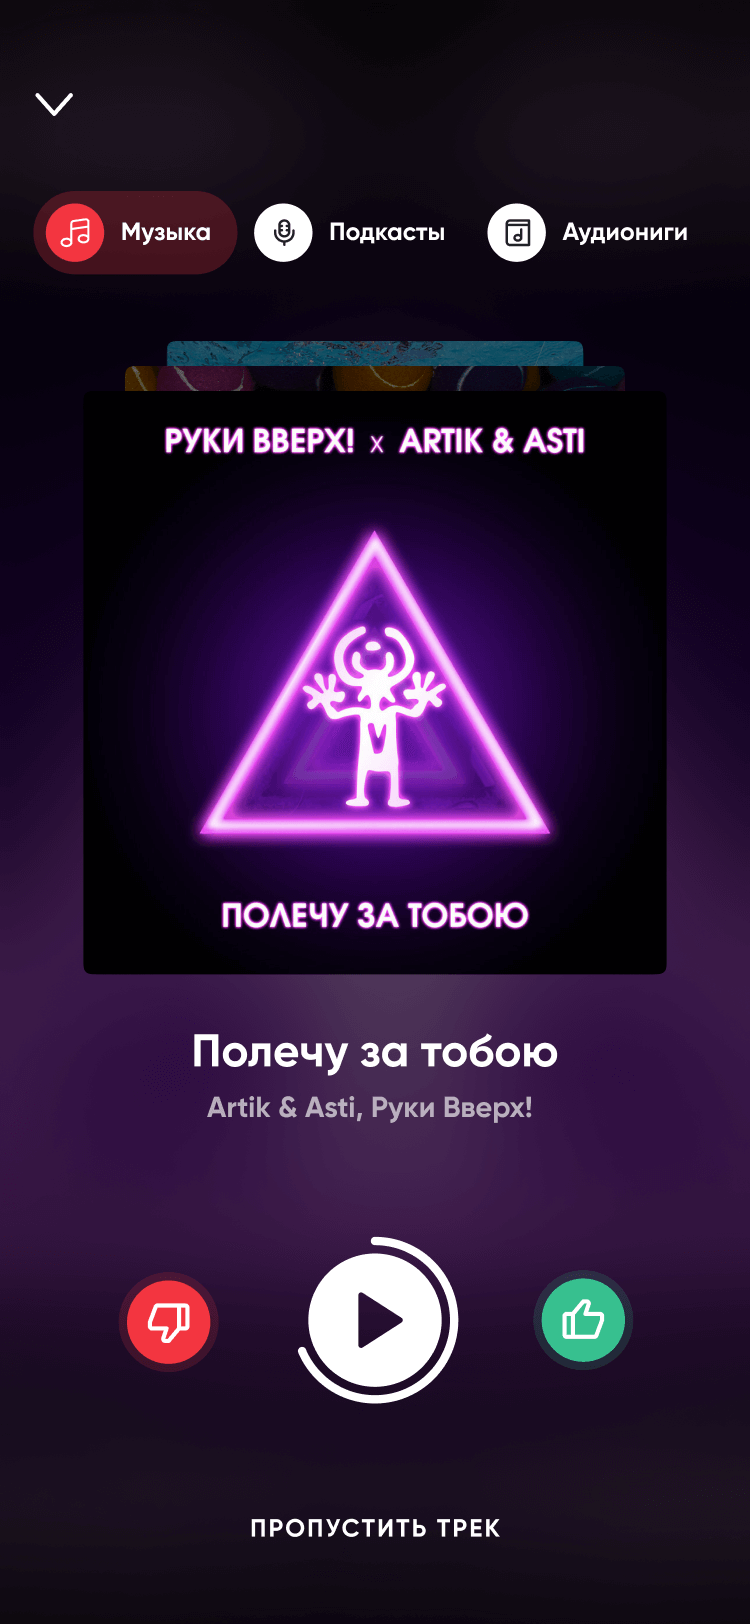 Музыка Подкасты Аудиониги
РУКИ ВВЕРХ! x ARTIK & ASTI
ПОЛЕЧУ ЗА ТОБОЮ
Полечу за тобою
Artik & Asti, Руки Вверх!
ПРОПУСТИТЬ ТРЕК